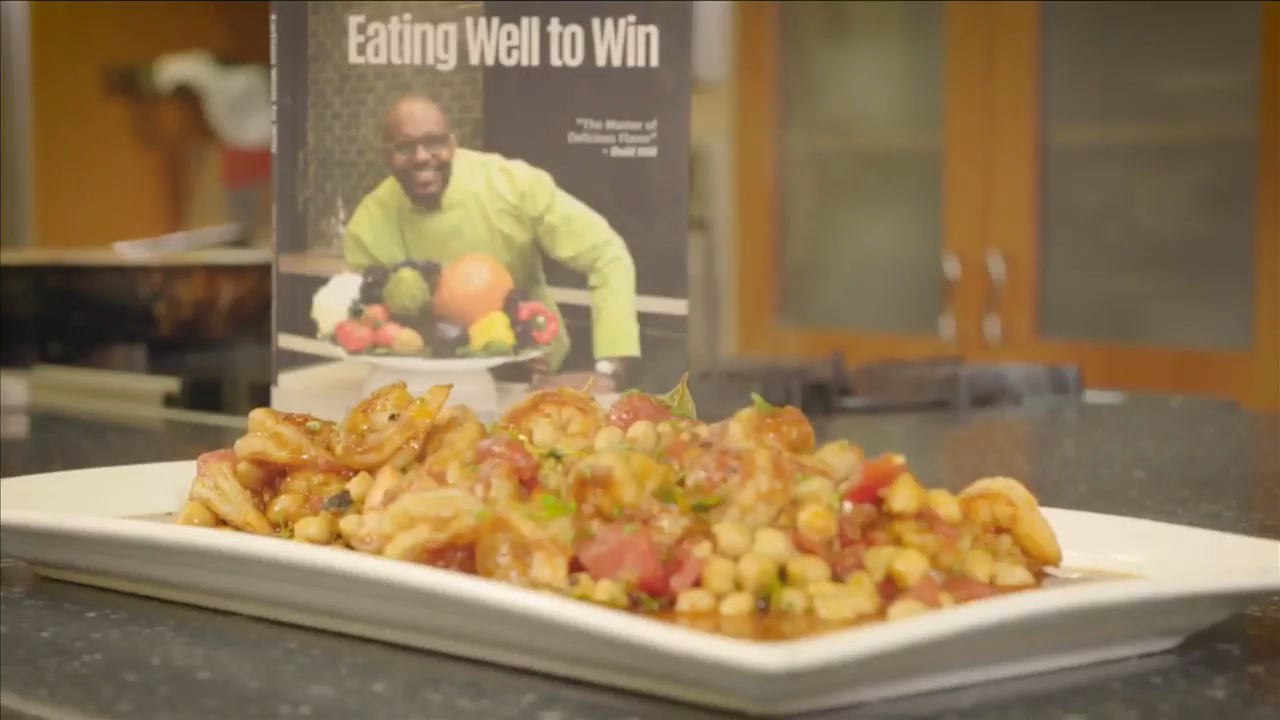 Eating Well to Win
"The Master of
Delicious Flavor"